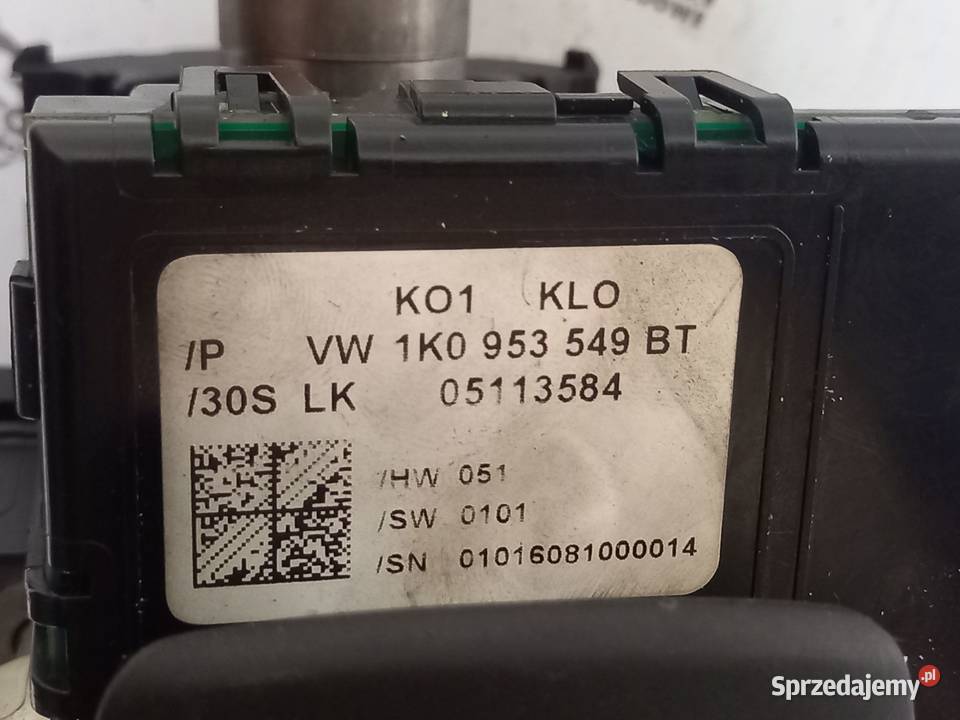 KO1 KLO
/P VW 1K0 953 549 BT
/30S LK 05113584
/HW 051
/SW 0101
/SN 01016081000014
Sprzedajemy.pl